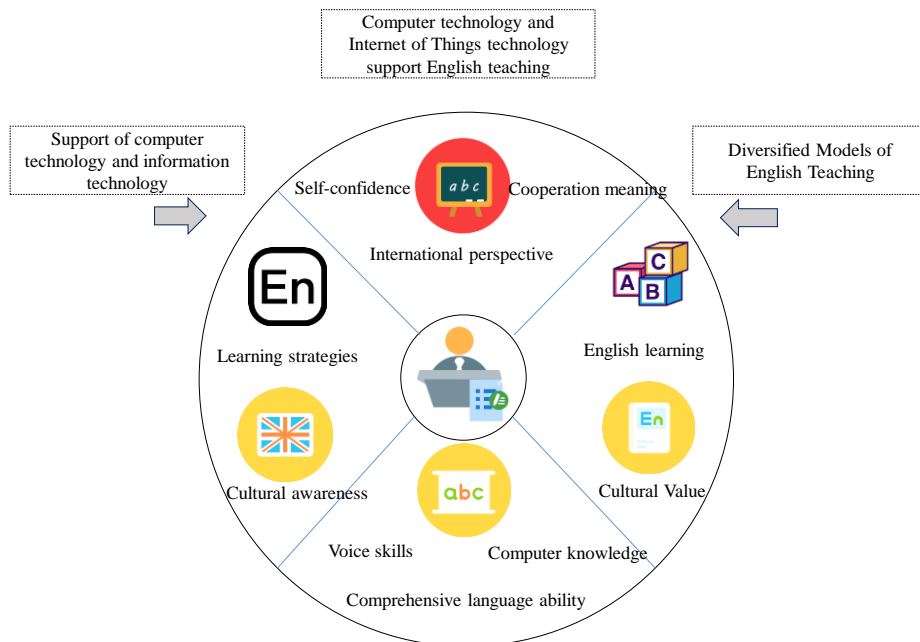 Computer technology and
Internet of Things technology
support English teaching
Support of computer
technology and information
technology
Diversified Models of
English Teaching
Self-confidence
abc
Cooperation meaning
International perspective
En
A
C
B
Learning strategies
English learning
En
Cultural awareness
abc
Cultural Value
Voice skills
Computer knowledge
Comprehensive language ability